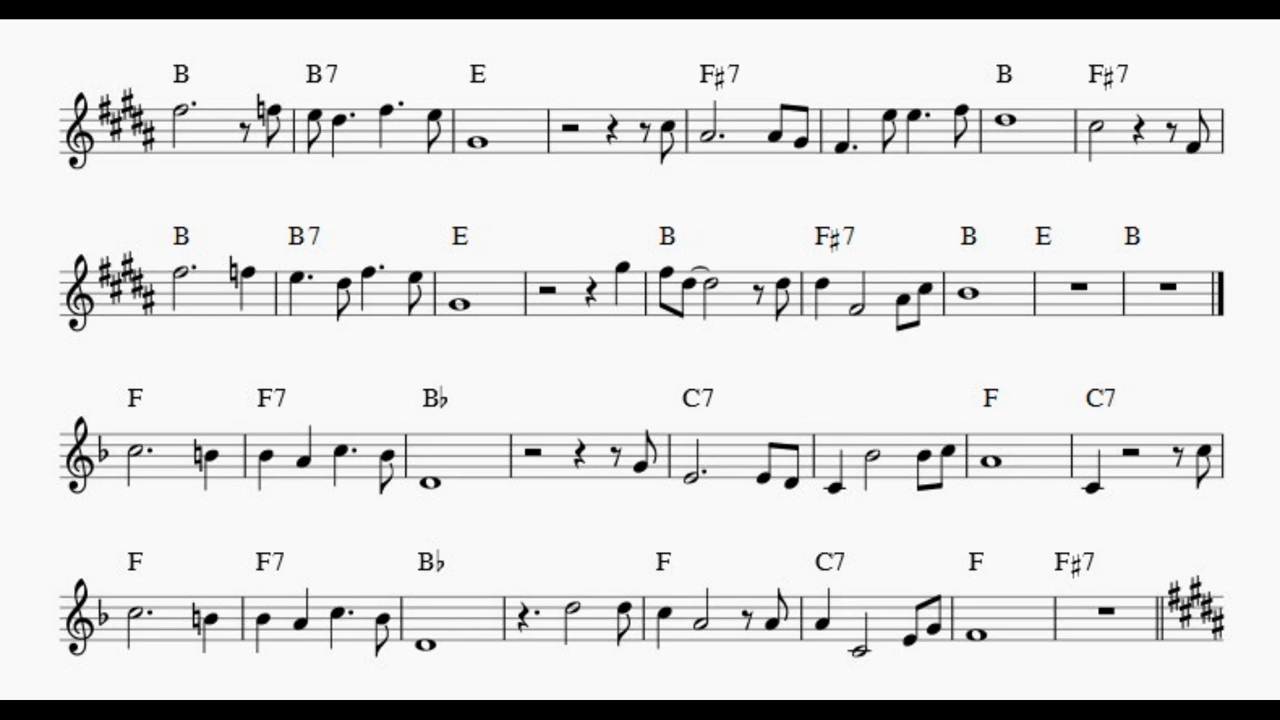 B B7 E F♯7 B F♯7
B B7 E B F♯7 B E B
F F7 B♭ C7 F C7
F F7 B♭ F C7 F F♯7